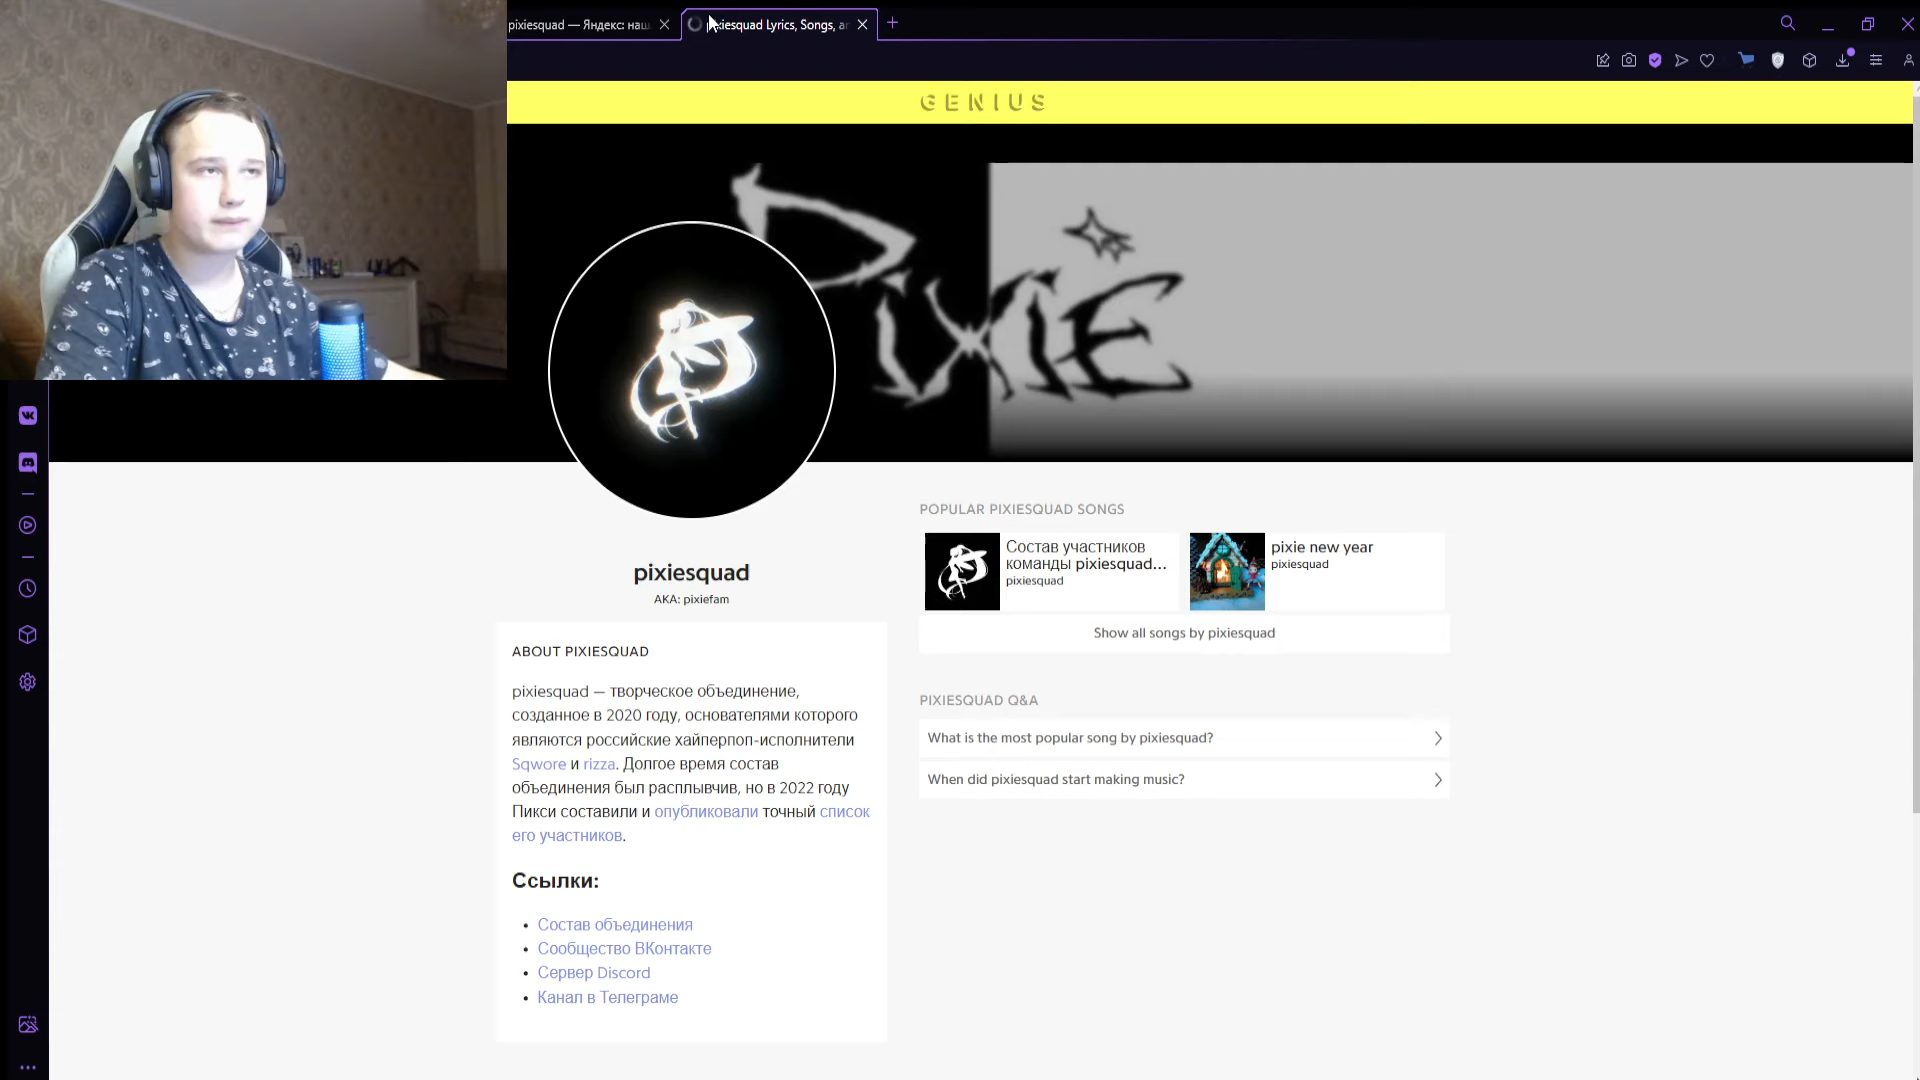 pixiesquad — Яндекс: наш
pixiesquad Lyrics, Songs, an
GENIUS
PiXIE
pixiesquad
AKA: pixiefam
ABOUT PIXIESQUAD
pixiesquad — творческое объединение,
созданное в 2020 году, основателями которого
являются российские хайперпоп-исполнители
Sqwore и rizza. Долгое время состав
объединения был расплывчив, но в 2022 году
Пикси составили и опубликовали точный список
его участников.
Ссылки:
• Состав объединения
• Сообщество ВКонтакте
• Сервер Discord
• Канал в Телеграме
POPULAR PIXIESQUAD SONGS
Состав участников
команды pixiesquad...
pixiesquad
pixie new year
pixiesquad
Show all songs by pixiesquad
PIXIESQUAD Q&A
What is the most popular song by pixiesquad?
When did pixiesquad start making music?